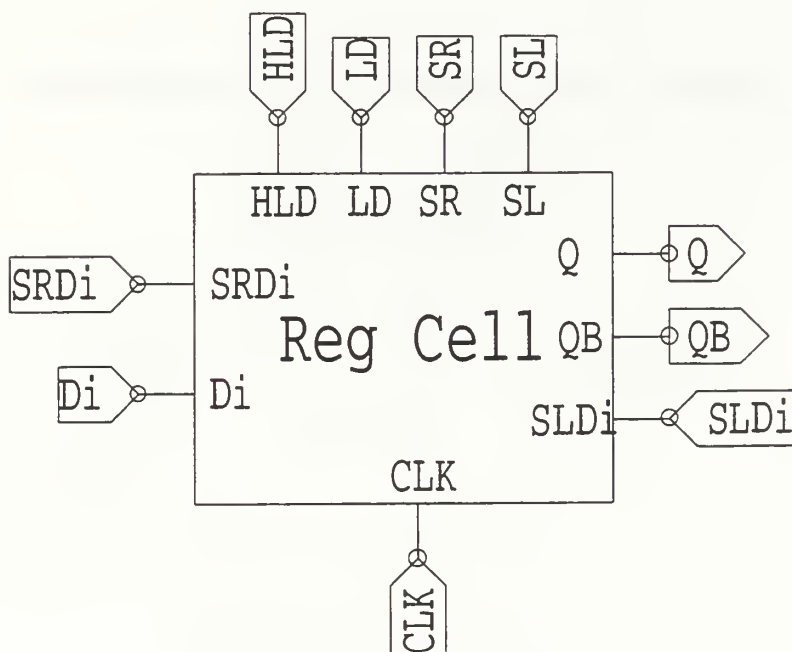 HLD LD SR SL
HLD LD SR SL
SRDi SRDi Q Q
Reg Cell QB QB
Di Di SLDi SLDi
CLK
CLK